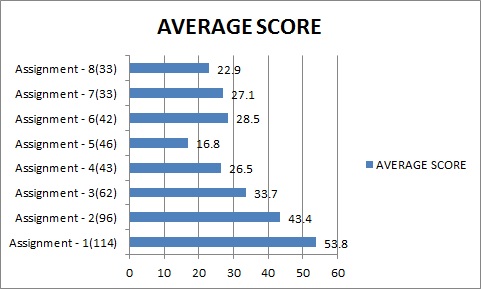 AVERAGE SCORE
Assignment - 8(33) 22.9
Assignment - 7(33) 27.1
Assignment - 6(42) 28.5
Assignment - 5(46) 16.8
Assignment - 4(43) 26.5
Assignment - 3(62) 33.7
Assignment - 2(96) 43.4
Assignment - 1(114) 53.8
0 10 20 30 40 50 60
AVERAGE SCORE